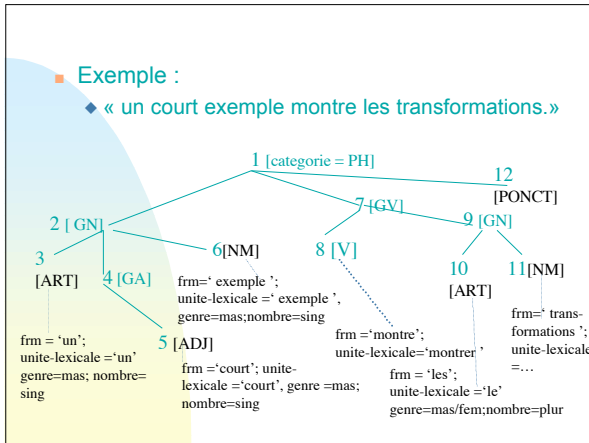 Exemple :
« un court exemple montre les transformations.»
1 [categorie = PH]
12
[PONCT]
2 [ GN]
7 [GV]
9 [GN]
3
[ART]
4 [GA]
6[NM]
8 [V]
10
[ART]
11[NM]
frm = ‘un’;
unite-lexicale =‘un’
genre=mas; nombre=
sing
5 [ADJ]
frm =‘court’; unite-
lexicale =‘court’, genre =mas;
nombre=sing
frm=‘ exemple ’;
unite-lexicale =‘ exemple ’,
genre=mas;nombre=sing
frm =‘montre’;
unite-lexicale=‘montrer ’
frm = ‘les’;
unite-lexicale =‘le’
genre=mas/fem;nombre=plur
frm=‘ trans-
formations ’;
unite-lexicale
=…